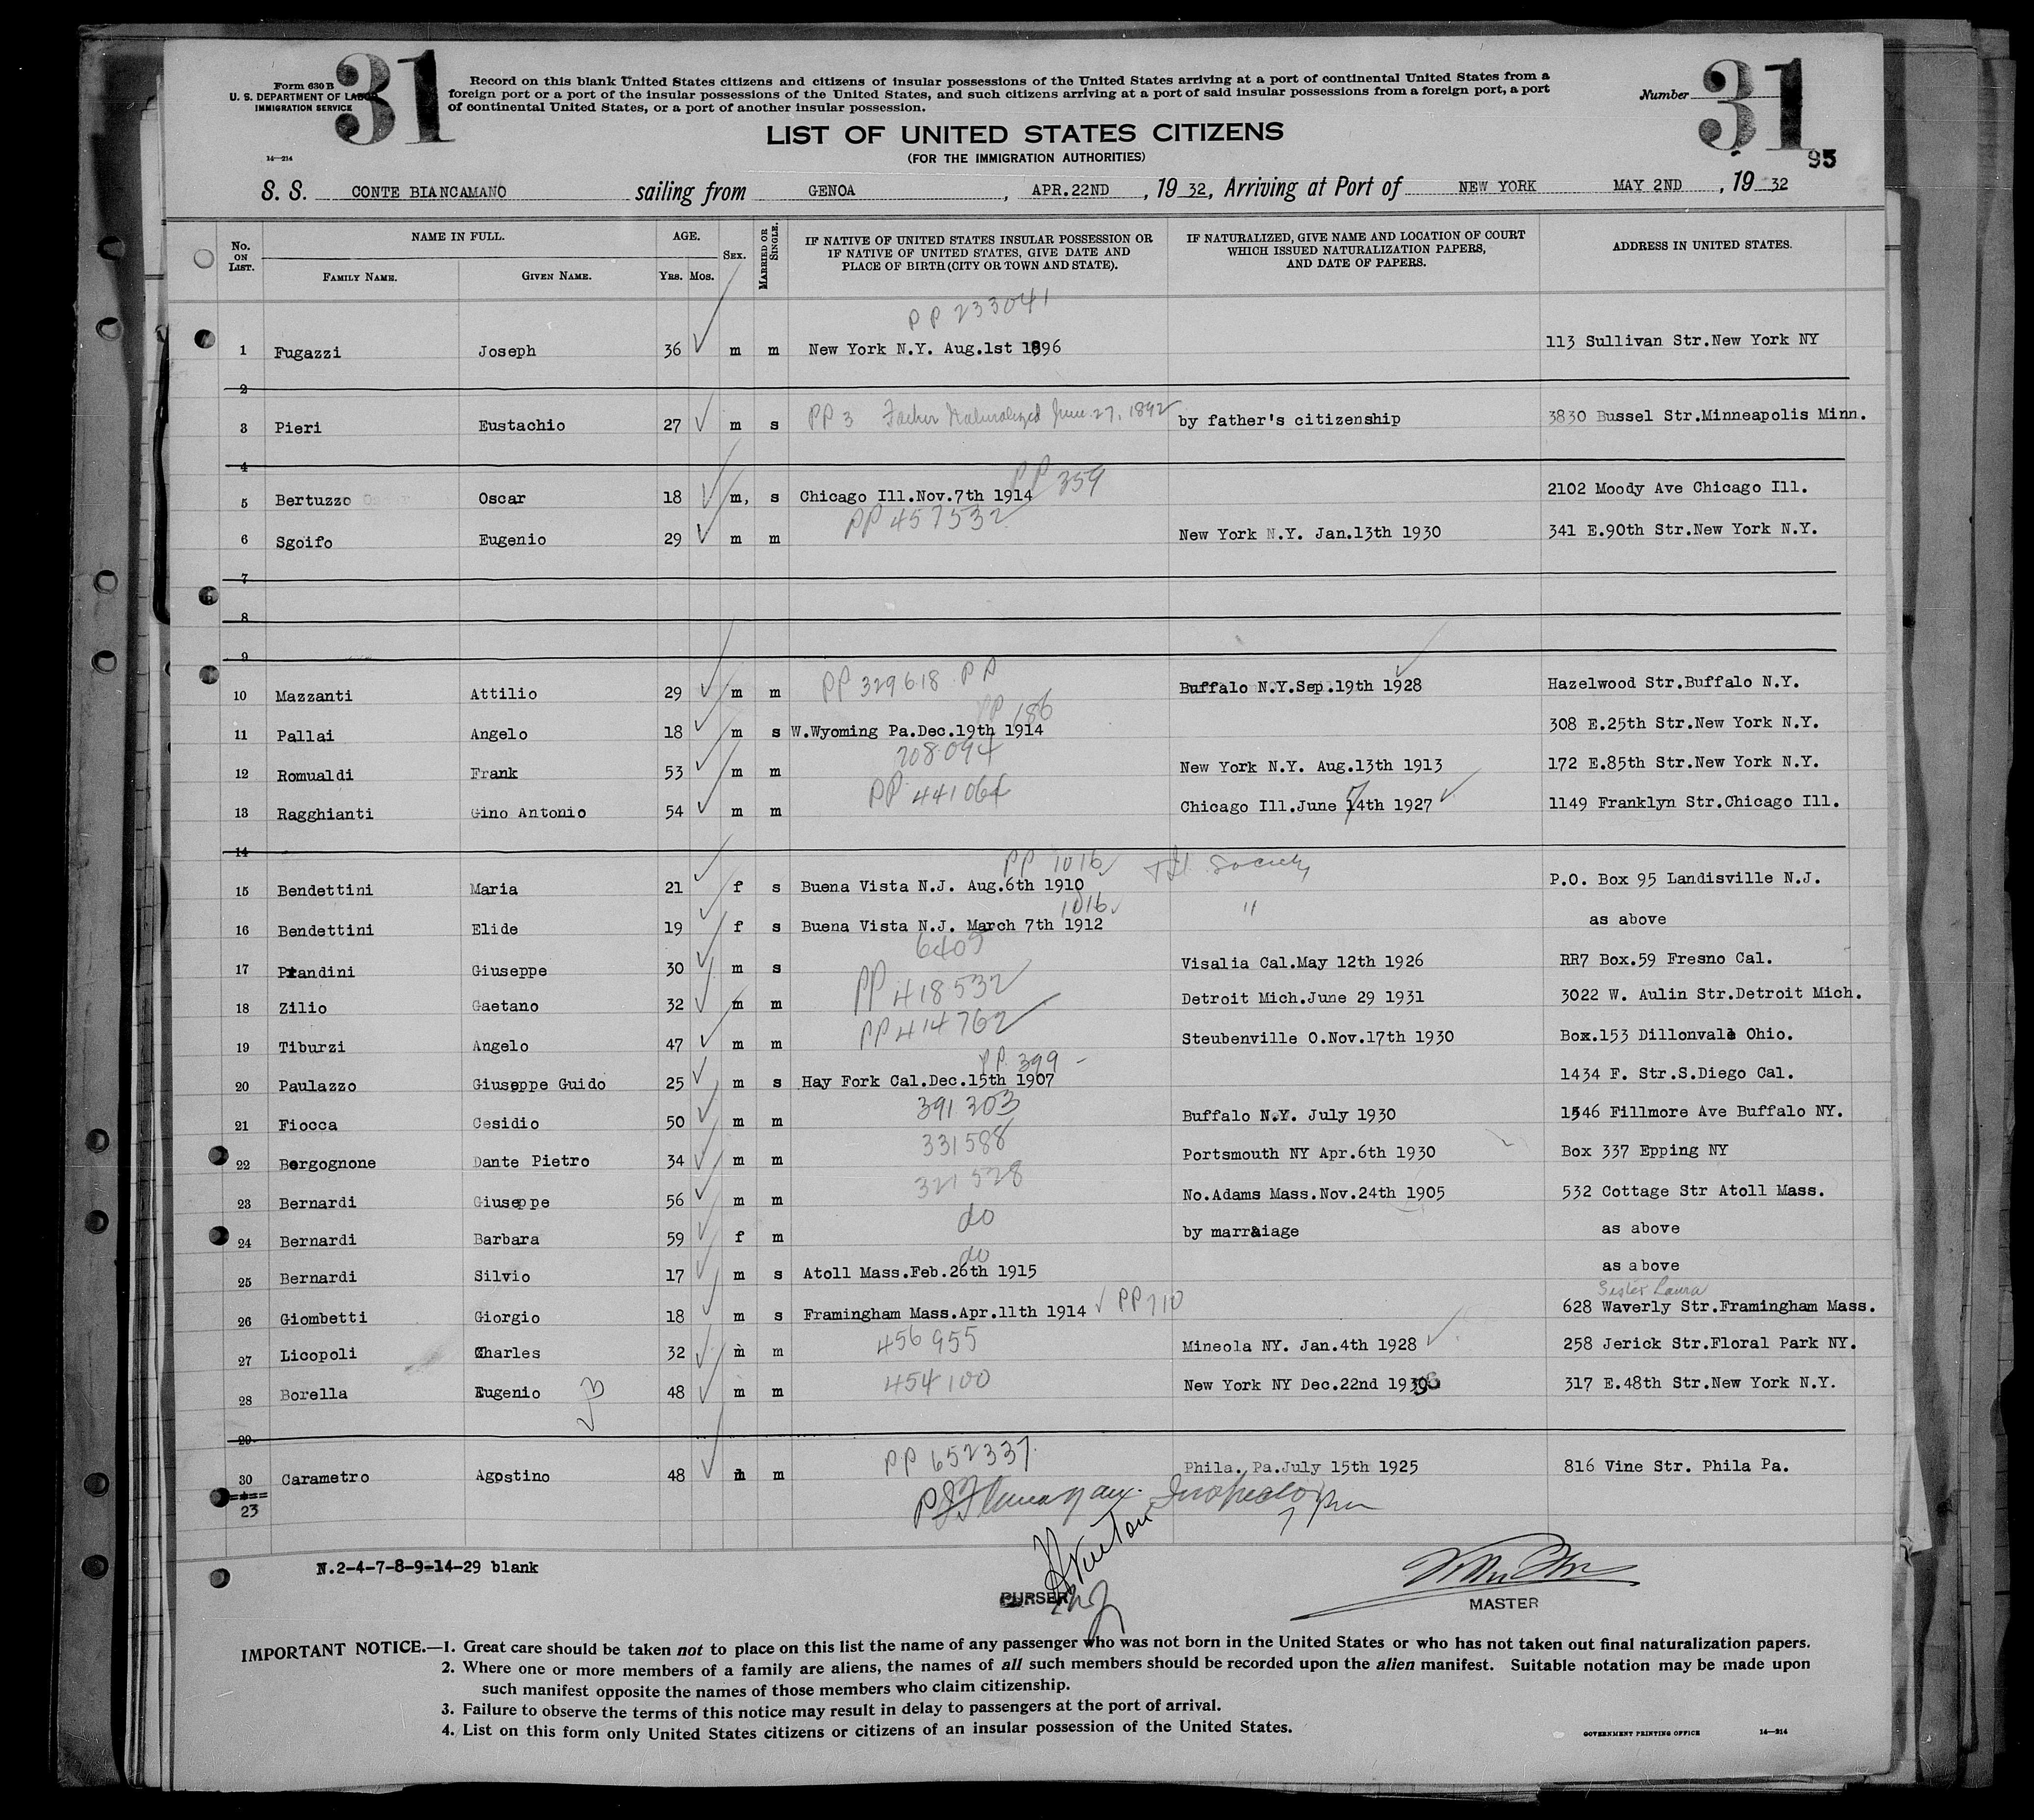 31
31
Form 630 B
U. S. DEPARTMENT OF LABOR
IMMIGRATION SERVICE
14—214
Record on this blank United States citizens and citizens of insular possessions of the United States arriving at a port of continental United States from a
foreign port or a port of the insular possessions of the United States, and such citizens arriving at a port of said insular possessions from a foreign port, a port
of continental United States, or a port of another insular possession.
Number
LIST OF UNITED STATES CITIZENS
(FOR THE IMMIGRATION AUTHORITIES)
95
S. S. CONTE BIANCAMANO sailing from GENOA, APR.22ND, 19 32, Arriving at Port of NEW YORK MAY 2ND, 19 32
No. ON LIST. NAME IN FULL. FAMILY NAME. GIVEN NAME. AGE. YRS. MOS. SEX. MARRIED OR SINGLE. IF NATIVE OF UNITED STATES INSULAR POSSESSION OR IF NATIVE OF UNITED STATES, GIVE DATE AND PLACE OF BIRTH (CITY OR TOWN AND STATE). IF NATURALIZED, GIVE NAME AND LOCATION OF COURT WHICH ISSUED NATURALIZATION PAPERS, AND DATE OF PAPERS. ADDRESS IN UNITED STATES.
PP 233041
1 Fugazzi Joseph 36 m m New York N.Y. Aug.1st 1896 113 Sullivan Str.New York NY
2
3 Pieri Eustachio 27 m s PP 3 Father Naturalized June 27, 1892 by father's citizenship 3830 Bussel Str.Minneapolis Minn.
4
PP 359
5 Bertuzzo Oscar 18 m, s Chicago Ill.Nov.7th 1914 2102 Moody Ave Chicago Ill.
PP 457532
6 Sgoifo Eugenio 29 m m New York N.Y. Jan.13th 1930 341 E.90th Str.New York N.Y.
7
8
9
10 Mazzanti Attilio 29 m m PP 329618 PP Buffalo N.Y.Sep.19th 1928 Hazelwood Str.Buffalo N.Y.
PP 186
11 Pallai Angelo 18 m s W.Wyoming Pa.Dec.19th 1914 308 E.25th Str.New York N.Y.
208094
12 Romualdi Frank 53 m m New York N.Y. Aug.13th 1913 172 E.85th Str.New York N.Y.
PP 441064
13 Ragghianti Gino Antonio 54 m m Chicago Ill.June 14th 1927 1149 Franklyn Str.Chicago Ill.
14
PP 1016 Society
15 Bendettini Maria 21 f s Buena Vista N.J. Aug.6th 1910 P.O. Box 95 Landisville N.J.
1016 "
16 Bendettini Elide 19 f s Buena Vista N.J. March 7th 1912 as above
6405
17 Prandini Giuseppe 30 m s Visalia Cal.May 12th 1926 RR7 Box.59 Fresno Cal.
PP 418532
18 Zilio Gaetano 32 m m Detroit Mich.June 29 1931 3022 W. Aulin Str.Detroit Mich.
PP 414762
19 Tiburzi Angelo 47 m m Steubenville O.Nov.17th 1930 Box.153 Dillonvale Ohio.
PP 399
20 Paulazzo Giuseppe Guido 25 m s Hay Fork Cal.Dec.15th 1907 1434 F. Str.S.Diego Cal.
391203
21 Fiocca Cesidio 50 m m Buffalo N.Y. July 1930 1546 Fillmore Ave Buffalo NY.
331588
22 Borgognone Dante Pietro 34 m m Portsmouth NY Apr.6th 1930 Box 337 Epping NY
321528
23 Bernardi Giuseppe 56 m m No.Adams Mass.Nov.24th 1905 532 Cottage Str Atoll Mass.
do
24 Bernardi Barbara 59 f m by marraiage as above
do
25 Bernardi Silvio 17 m s Atoll Mass.Feb.26th 1915 as above
Sister Laura
26 Giombetti Giorgio 18 m s Framingham Mass.Apr.11th 1914 PP 710 628 Waverly Str.Framingham Mass.
27 Licopoli Charles 32 m m 456955 Mineola NY. Jan.4th 1928 258 Jerick Str.Floral Park NY.
28 Borella Eugenio 48 m m 454100 New York NY Dec.22nd 1930 317 E.48th Str.New York N.Y.
29
30 Carametro Agostino 48 m m PP 652337 Phila. Pa.July 15th 1925 816 Vine Str. Phila Pa.
23
Inspector
N.2-4-7-8-9-14-29 blank
PURSER
MASTER
IMPORTANT NOTICE.—1. Great care should be taken not to place on this list the name of any passenger who was not born in the United States or who has not taken out final naturalization papers.
2. Where one or more members of a family are aliens, the names of all such members should be recorded upon the alien manifest. Suitable notation may be made upon
such manifest opposite the names of those members who claim citizenship.
3. Failure to observe the terms of this notice may result in delay to passengers at the port of arrival.
4. List on this form only United States citizens or citizens of an insular possession of the United States.
GOVERNMENT PRINTING OFFICE 14—214